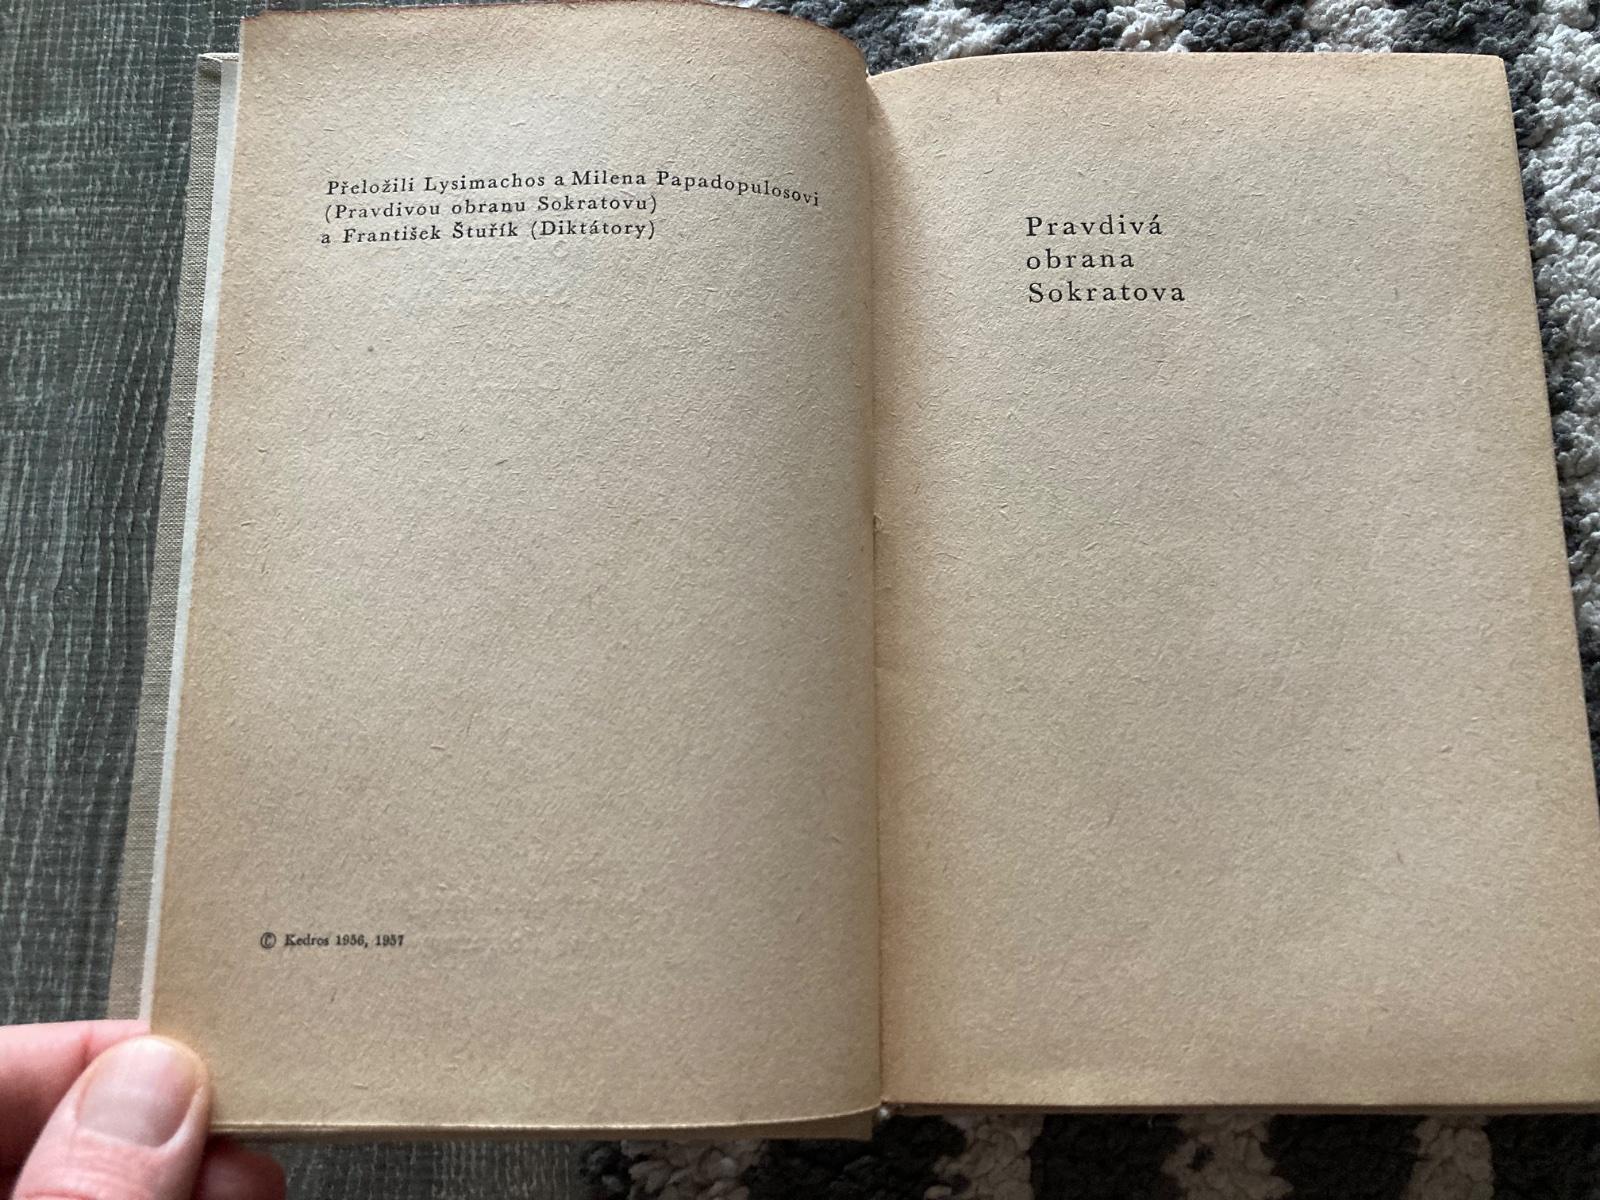 Přeložili Lysimachos a Milena Papadopulosovi
(Pravdivou obranu Sokratovu)
a František Štuřík (Diktátory)
© Kedros 1956, 1957
Pravdivá
obrana
Sokratova